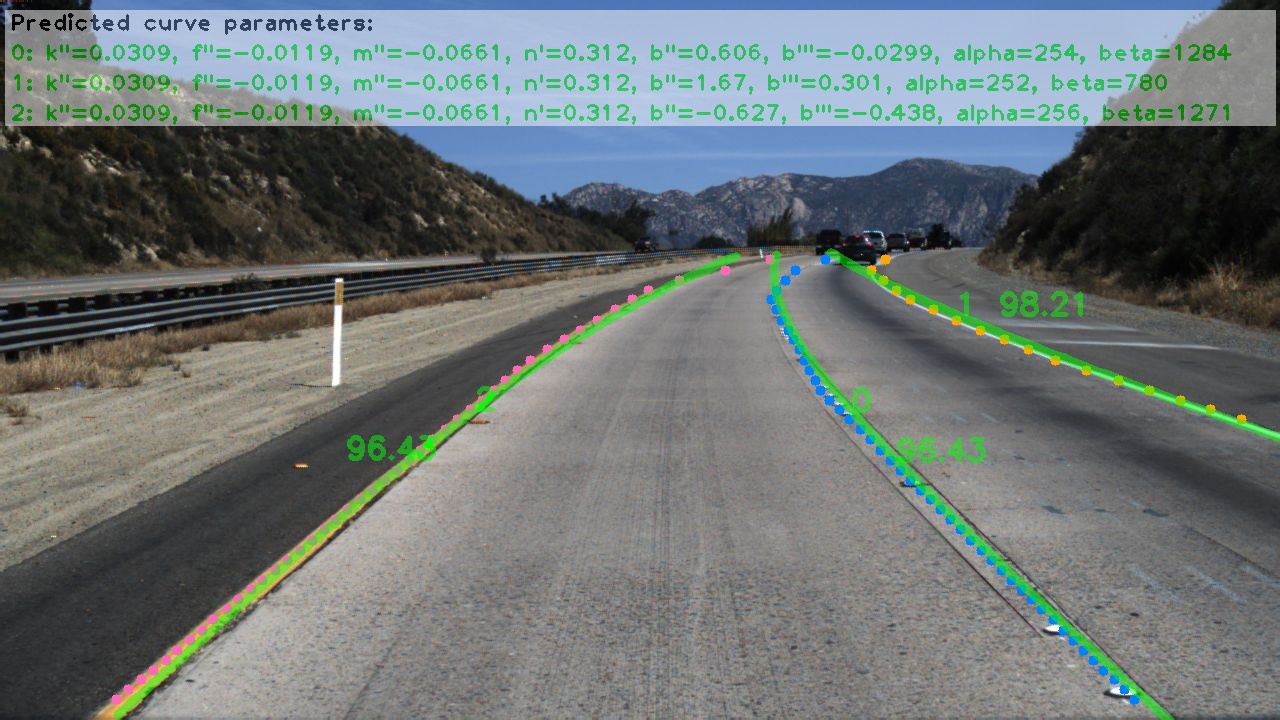 Predicted curve parameters:
0: k"=0.0309, f"=-0.0119, m"=-0.0661, n'=0.312, b"=0.606, b'''=-0.0299, alpha=254, beta=1284
1: k"=0.0309, f"=-0.0119, m"=-0.0661, n'=0.312, b"=1.67, b'''=0.301, alpha=252, beta=780
2: k"=0.0309, f"=-0.0119, m"=-0.0661, n'=0.312, b"=-0.627, b'''=-0.438, alpha=256, beta=1271
1 98.21
2
0
96.43
96.43